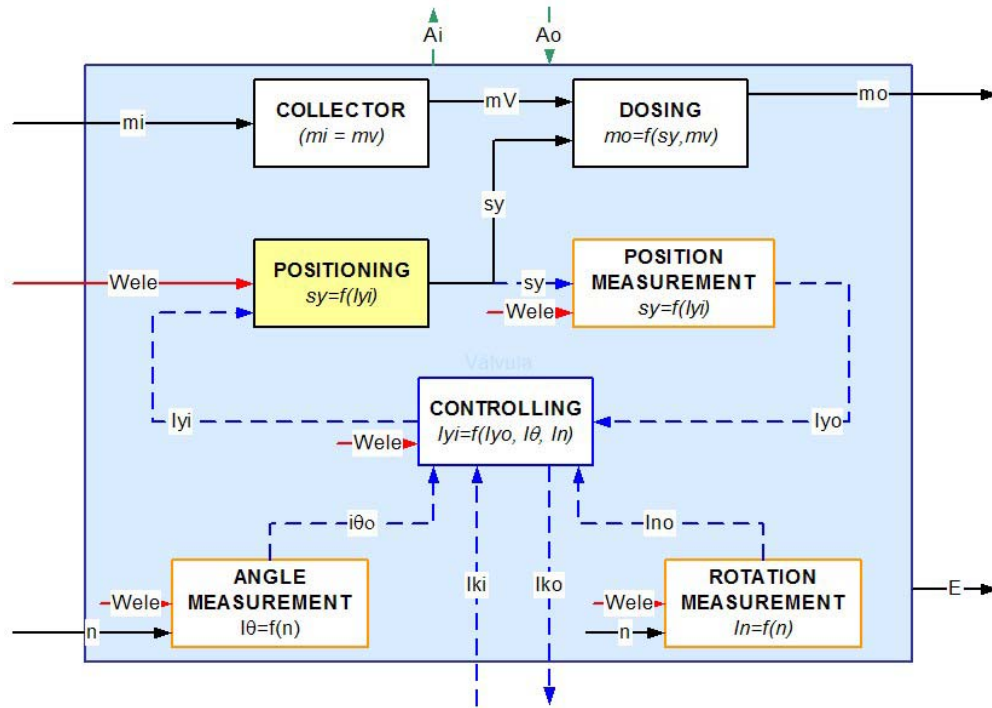 Ai
Ao
COLLECTOR
(mi = mv)
mV
DOSING
mo=f(sy,mv)
mo
mi
sy
Wele
POSITIONING
sy=f(Iyi)
sy
Wele
POSITION
MEASUREMENT
sy=f(Iyi)
Válvula
CONTROLLING
Iyi=f(Iyo, Iθ, In)
Iyi
Wele
Iyo
iθo
Ino
Iki
Iko
Wele
n
ANGLE
MEASUREMENT
Iθ=f(n)
Wele
n
ROTATION
MEASUREMENT
In=f(n)
E